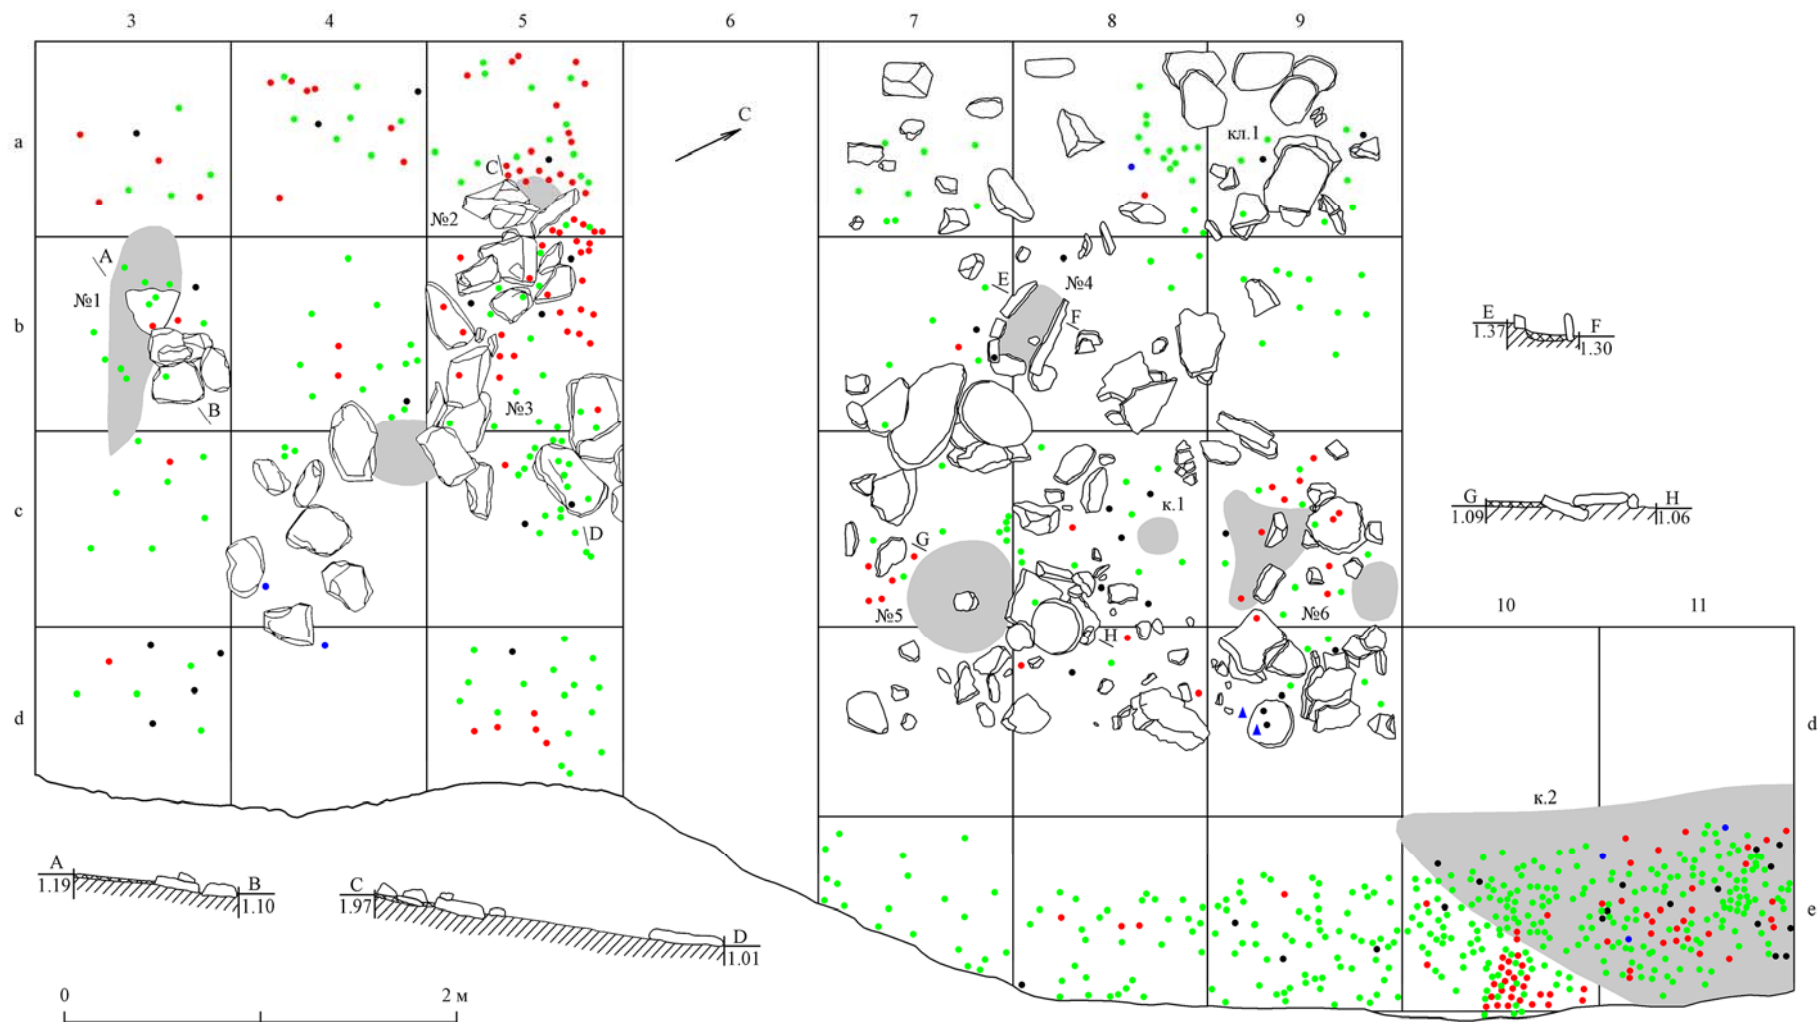 3 4 5 6 7 8 9
a
C
кл.1
C
№2
A
E
№4
№1
b
F
E
1.37
F
1.30
B
№3
c
к.1
G
1.09
H
1.06
D
G
№5
№6
10 11
H
d
d
к.2
A
1.19
B
1.10
C
1.97
D
1.01
e
0 2 м